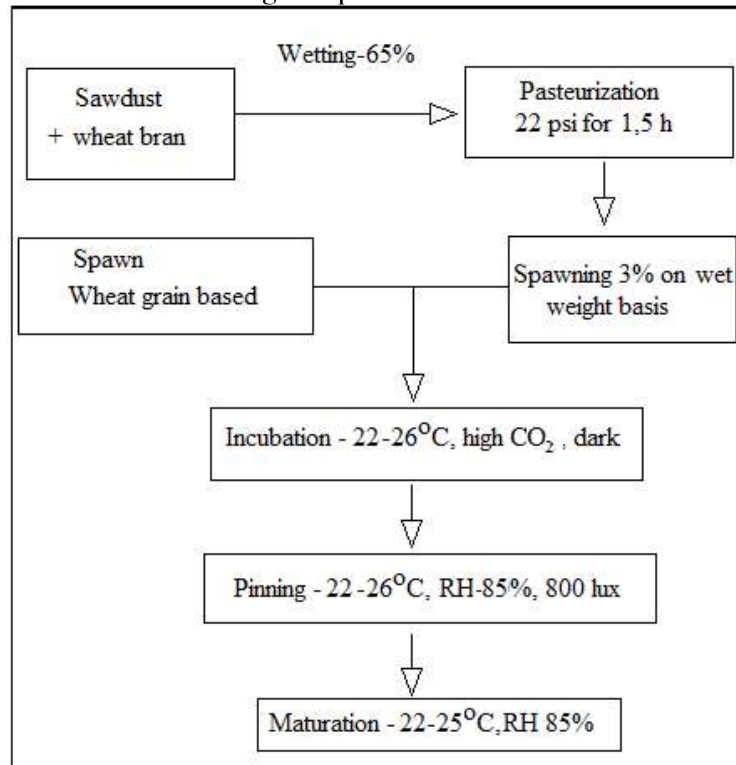 Wetting-65%
Sawdust
+ wheat bran
Pasteurization
22 psi for 1,5 h
Spawn
Wheat grain based
Spawning 3% on wet
weight basis
Incubation - 22-26°C, high CO₂ , dark
Pinning - 22-26°C, RH-85%, 800 lux
Maturation - 22-25°C,RH 85%